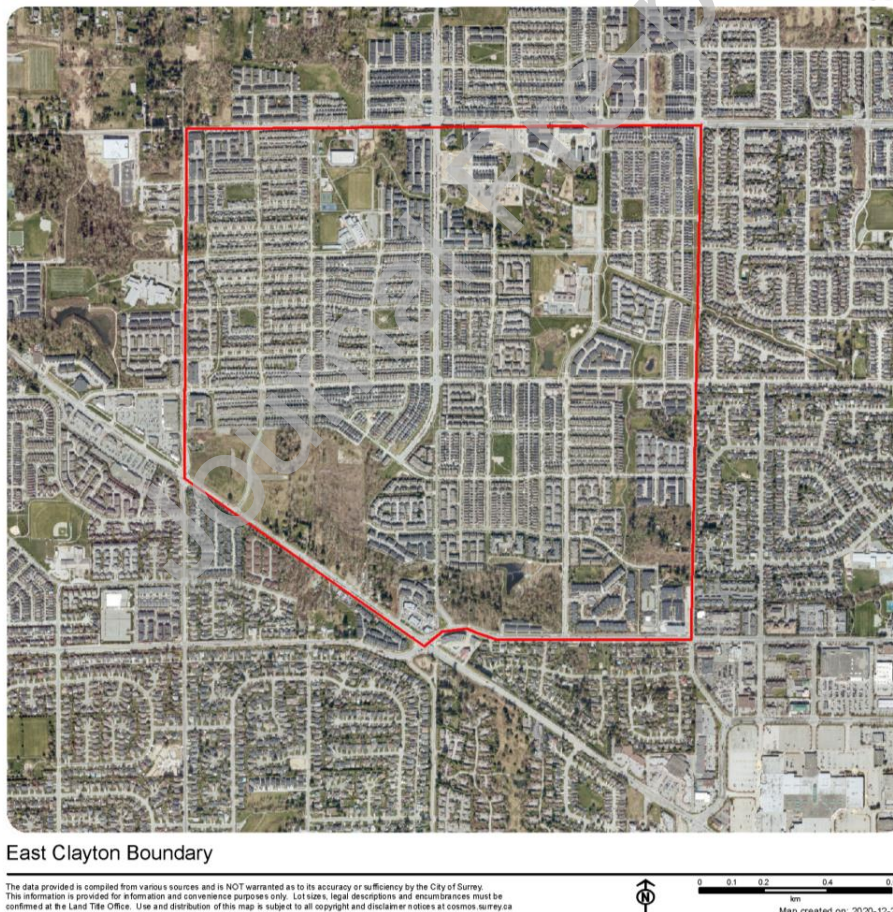 East Clayton Boundary
The data provided is compiled from various sources and is NOT warranted as to its accuracy or sufficiency by the City of Surrey.
This information is provided for information and convenience purposes only. Lot sizes, legal descriptions and encumbrances must be
confirmed at the Land Title Office. Use and distribution of this map is subject to all copyright and disclaimer notices at cosmos.surrey.ca
N
0 0.1 0.2 0.4
km
Map created on: 2020-12-